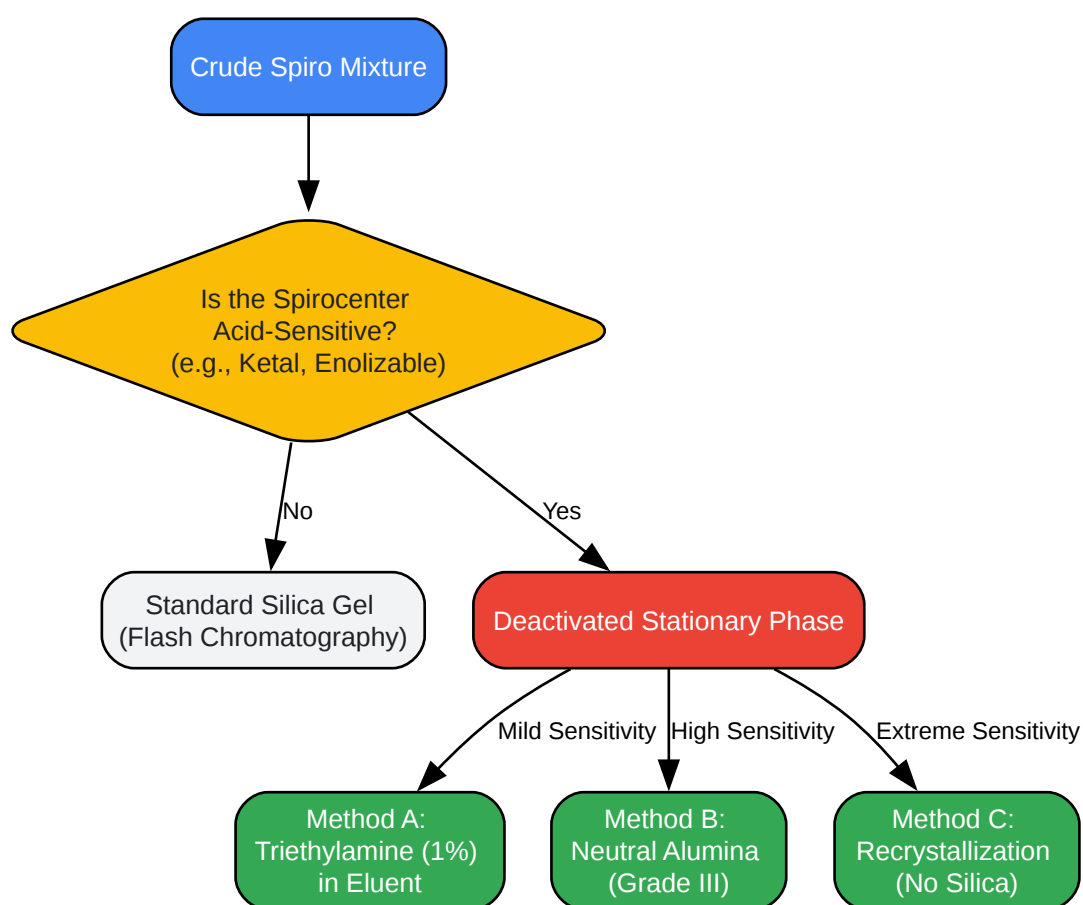 Crude Spiro Mixture
Is the Spirocenter
Acid-Sensitive?
(e.g., Ketal, Enolizable)
No
Yes
Standard Silica Gel
(Flash Chromatography)
Deactivated Stationary Phase
Mild Sensitivity
High Sensitivity
Extreme Sensitivity
Method A:
Triethylamine (1%)
in Eluent
Method B:
Neutral Alumina
(Grade III)
Method C:
Recrystallization
(No Silica)